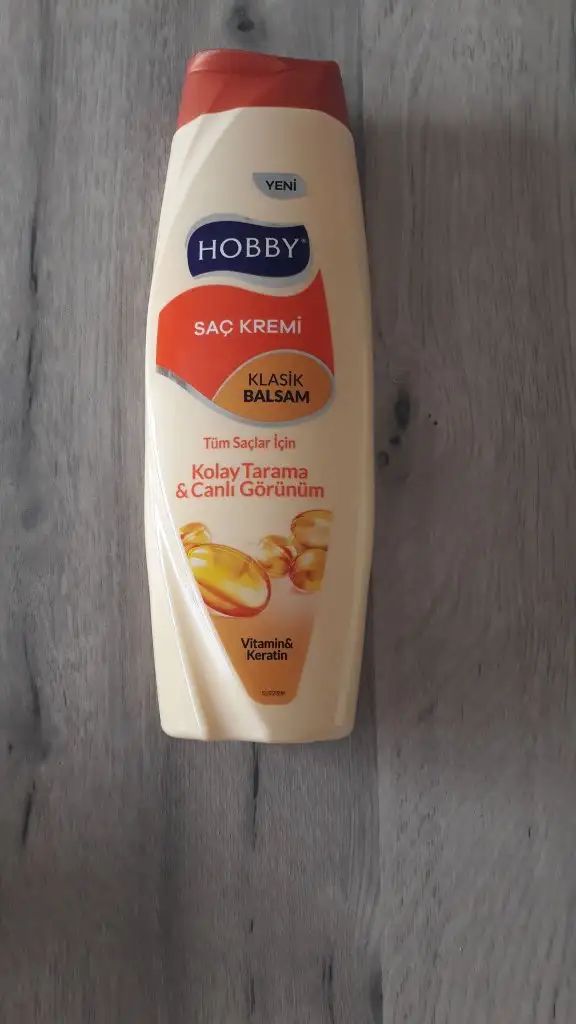 YENİ
HOBBY
SAÇ KREMİ
KLASİK
BALSAM
Tüm Saçlar İçin
Kolay Tarama
& Canlı Görünüm
Vitamin&
Keratin